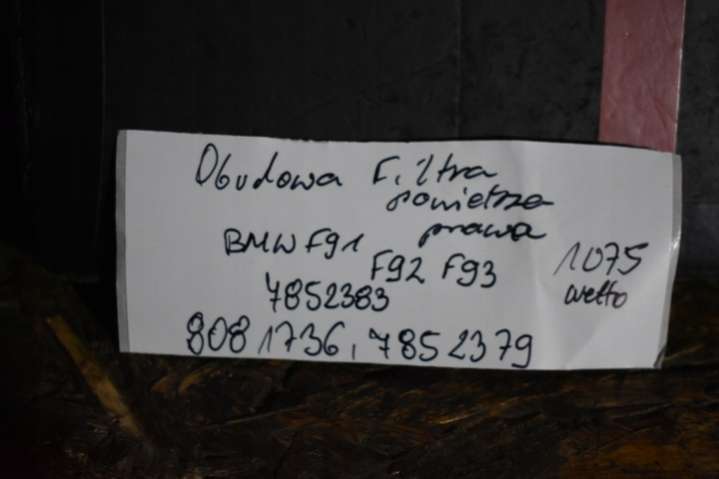 Obudowa Filtra
powietrza
prawa
BMW F91
F92 F93
7852383
8081736, 7852379
1075
netto